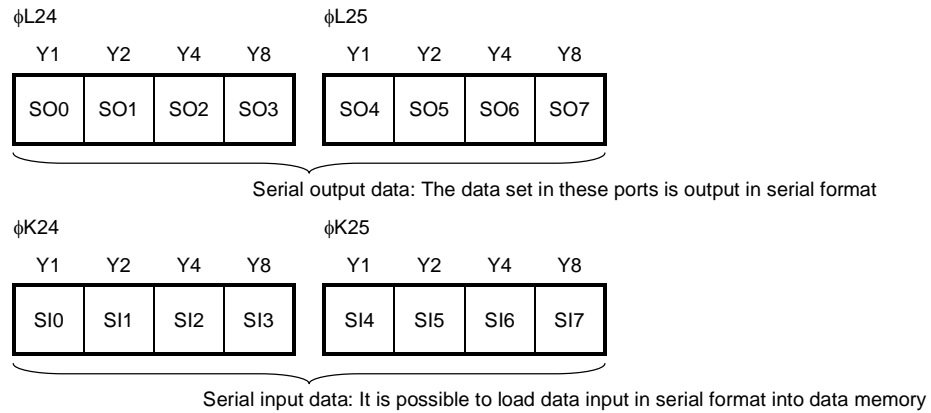 ϕL24 ϕL25
Y1 Y2 Y4 Y8 Y1 Y2 Y4 Y8
SO0 SO1 SO2 SO3 SO4 SO5 SO6 SO7
Serial output data: The data set in these ports is output in serial format
ϕK24 ϕK25
Y1 Y2 Y4 Y8 Y1 Y2 Y4 Y8
SI0 SI1 SI2 SI3 SI4 SI5 SI6 SI7
Serial input data: It is possible to load data input in serial format into data memory